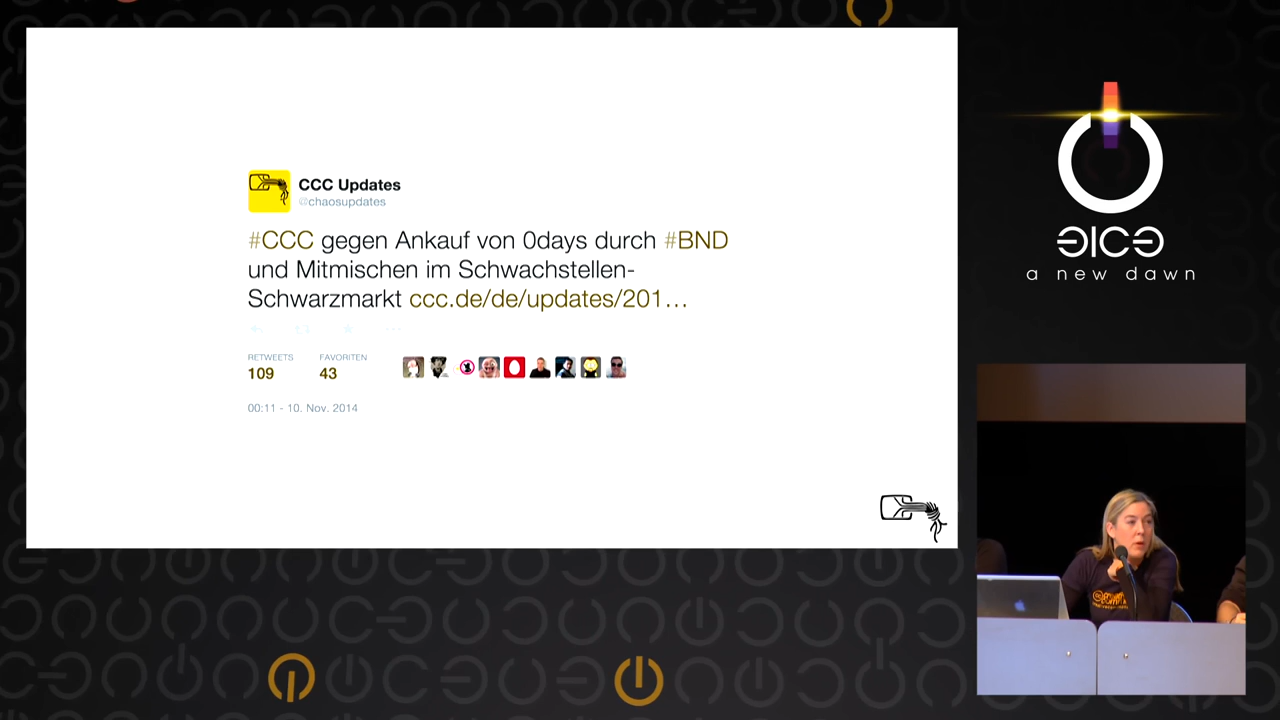 CCC Updates
@chaosupdates
#CCC gegen Ankauf von 0days durch #BND
und Mitmischen im Schwachstellen-
Schwarzmarkt ccc.de/de/updates/201…
RETWEETS
FAVORITEN
109
43
00:11 - 10. Nov. 2014
a new dawn